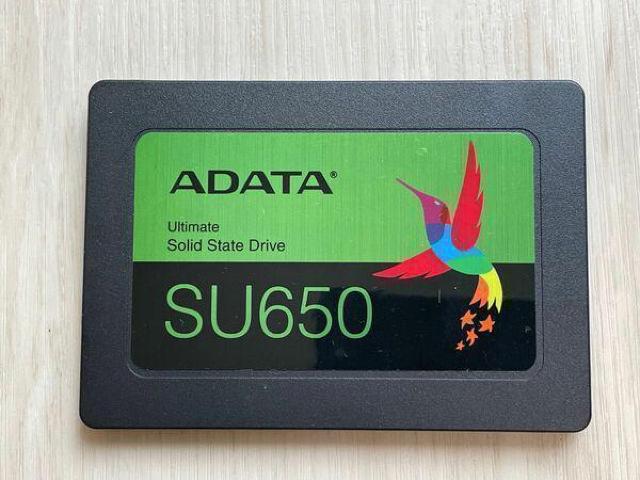 ADATA®
Ultimate
Solid State Drive
SU650